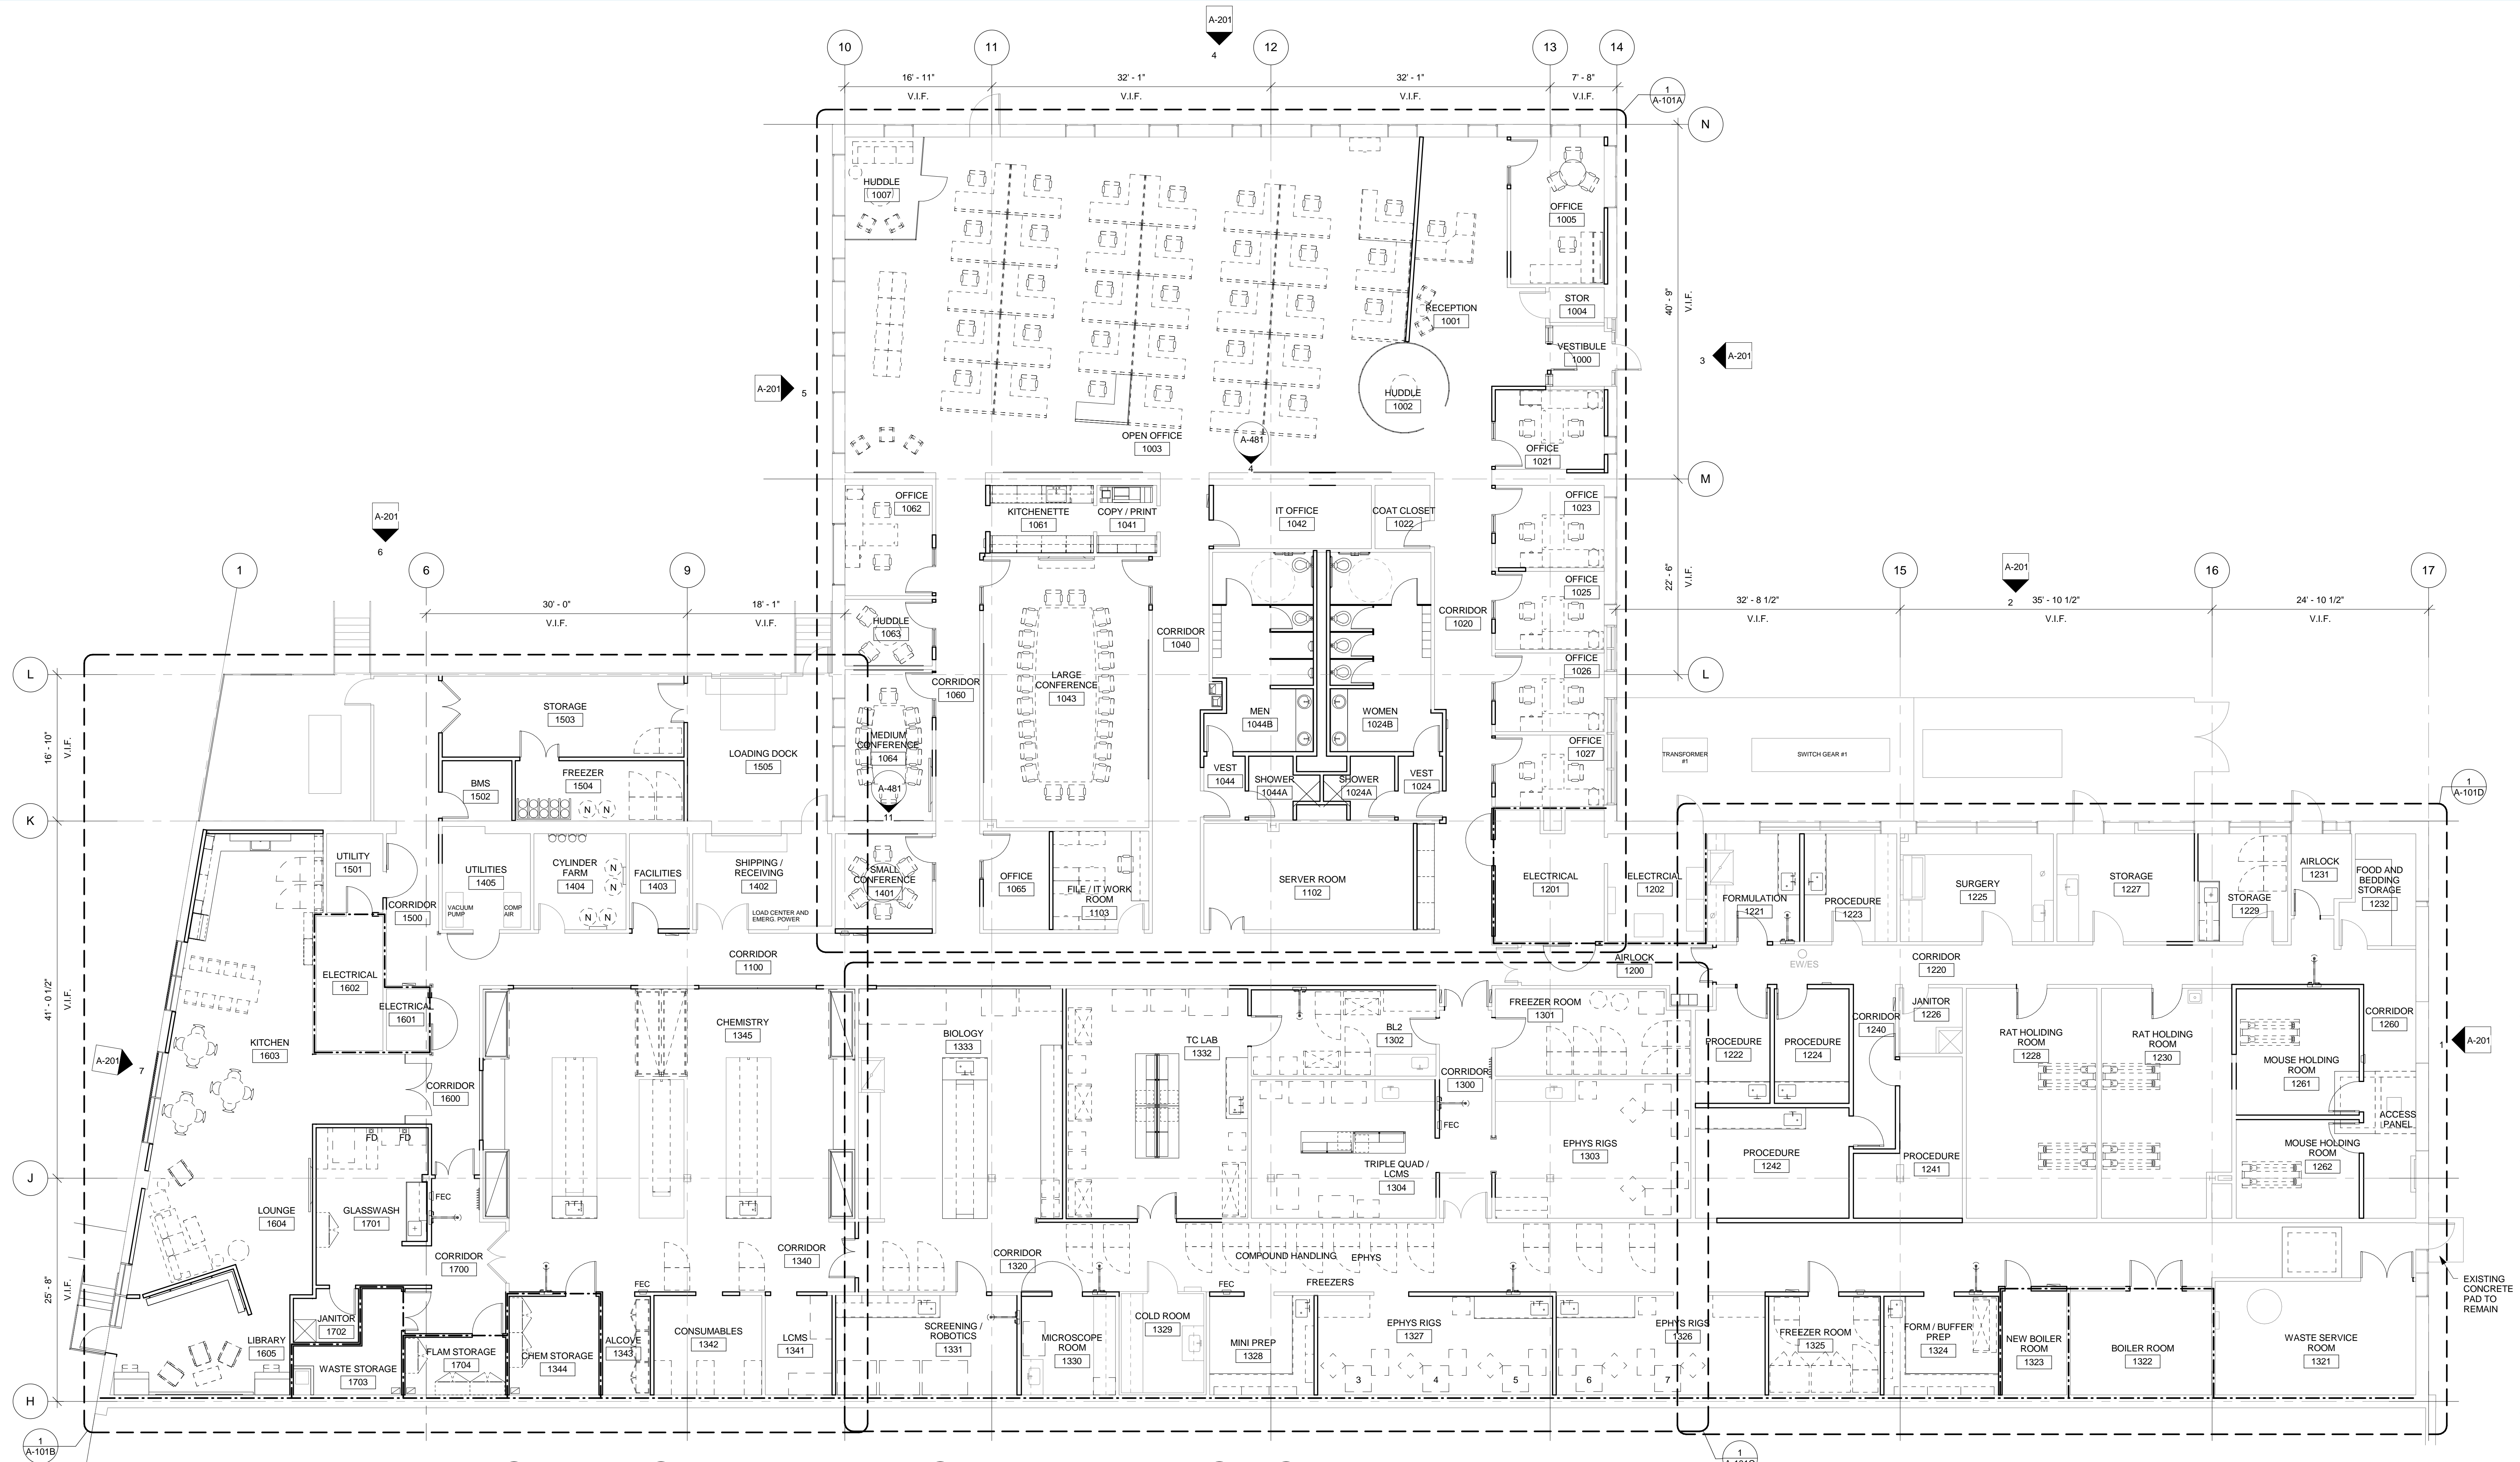 A-201
4
10
11
12
13
14
16' - 11"
32' - 1"
32' - 1"
7' - 8"
V.I.F.
V.I.F.
V.I.F.
V.I.F.
1
A-101A
N
HUDDLE
1007
OFFICE
1005
STOR
1004
RECEPTION
1001
40' - 9"
V.I.F.
VESTIBULE
1000
3
A-201
A-201
5
HUDDLE
1002
OPEN OFFICE
1003
A-481
4
OFFICE
1021
M
OFFICE
1062
KITCHENETTE
1061
COPY / PRINT
1041
IT OFFICE
1042
COAT CLOSET
1022
OFFICE
1023
A-201
6
1
6
9
15
16
17
A-201
2
22' - 6"
V.I.F.
OFFICE
1025
30' - 0"
18' - 1"
V.I.F.
V.I.F.
32' - 8 1/2"
35' - 10 1/2"
24' - 10 1/2"
V.I.F.
V.I.F.
V.I.F.
HUDDLE
1063
CORRIDOR
1040
CORRIDOR
1020
OFFICE
1026
L
L
CORRIDOR
1060
LARGE
CONFERENCE
1043
STORAGE
1503
MEN
1044B
WOMEN
1024B
16' - 10"
V.I.F.
LOADING DOCK
1505
MEDIUM
CONFERENCE
1064
OFFICE
1027
TRANSFORMER
#1
SWITCH GEAR #1
BMS
1502
FREEZER
1504
N
N
A-481
11
VEST
1044
SHOWER
1044A
SHOWER
1024A
VEST
1024
1
A-101D
K
UTILITY
1501
UTILITIES
1405
VACUUM
PUMP
COMP
AIR
CYLINDER
FARM
1404
N
N
N
N
FACILITIES
1403
SHIPPING /
RECEIVING
1402
LOAD CENTER AND
EMERG. POWER
SMALL
CONFERENCE
1401
OFFICE
1065
FILE / IT WORK
ROOM
1103
SERVER ROOM
1102
ELECTRICAL
1201
ELECTRCIAL
1202
FORMULATION
1221
PROCEDURE
1223
SURGERY
1225
STORAGE
1227
STORAGE
1229
AIRLOCK
1231
FOOD AND
BEDDING
STORAGE
1232
CORRIDOR
1500
ELECTRICAL
1602
ELECTRICAL
1601
CORRIDOR
1100
AIRLOCK
1200
EW/ES
CORRIDOR
1220
41' - 0 1/2"
V.I.F.
KITCHEN
1603
A-201
7
CORRIDOR
1600
CHEMISTRY
1345
BIOLOGY
1333
TC LAB
1332
BL2
1302
FREEZER ROOM
1301
CORRIDOR
1300
FEC
PROCEDURE
1222
PROCEDURE
1224
CORRIDOR
1240
JANITOR
1226
RAT HOLIDING
ROOM
1228
RAT HOLDING
ROOM
1230
MOUSE HOLDING
ROOM
1261
CORRIDOR
1260
1
A-201
ACCESS
PANEL
FD
FD
EPHYS RIGS
1303
TRIPLE QUAD /
LCMS
1304
PROCEDURE
1242
PROCEDURE
1241
MOUSE HOLDING
ROOM
1262
J
LOUNGE
1604
GLASSWASH
1701
FEC
CORRIDOR
1700
CORRIDOR
1340
CORRIDOR
1320
COMPOUND HANDLING
EPHYS
FREEZERS
25' - 8"
V.I.F.
FEC
FEC
EXISTING
CONCRETE
PAD TO
REMAIN
LIBRARY
1605
JANITOR
1702
WASTE STORAGE
1703
FLAM STORAGE
1704
CHEM STORAGE
1344
ALCOVE
1343
CONSUMABLES
1342
LCMS
1341
SCREENING /
ROBOTICS
1331
MICROSCOPE
ROOM
1330
COLD ROOM
1329
MINI PREP
1328
EPHYS RIGS
1327
EPHYS RIGS
1326
FREEZER ROOM
1325
FORM / BUFFER
PREP
1324
NEW BOILER
ROOM
1323
BOILER ROOM
1322
WASTE SERVICE
ROOM
1321
3
4
5
6
7
H
1
A-101B
1